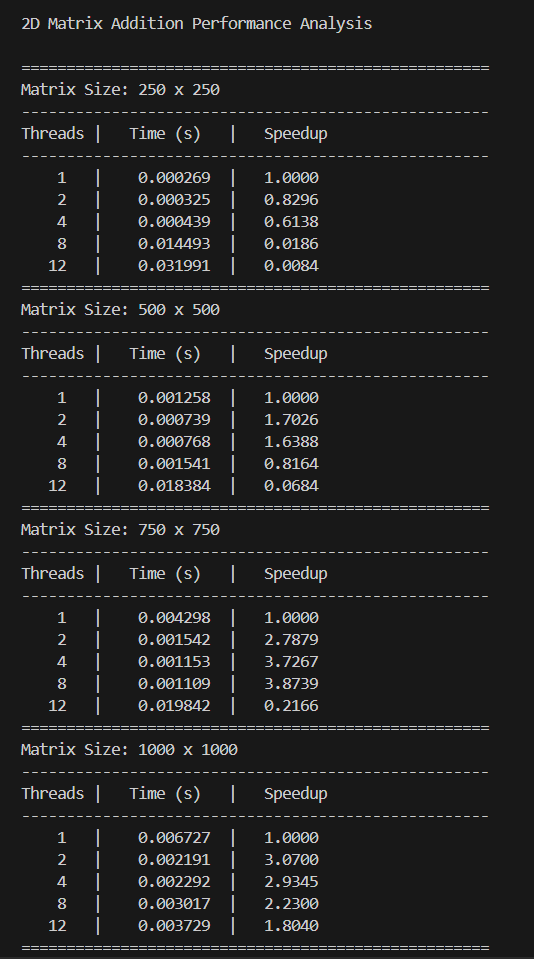 2D Matrix Addition Performance Analysis
====================================================
Matrix Size: 250 x 250
----------------------------------------------------
Threads |   Time (s)   |   Speedup
----------------------------------------------------
    1   |    0.000269  |   1.0000
    2   |    0.000325  |   0.8296
    4   |    0.000439  |   0.6138
    8   |    0.014493  |   0.0186
   12   |    0.031991  |   0.0084
====================================================
Matrix Size: 500 x 500
----------------------------------------------------
Threads |   Time (s)   |   Speedup
----------------------------------------------------
    1   |    0.001258  |   1.0000
    2   |    0.000739  |   1.7026
    4   |    0.000768  |   1.6388
    8   |    0.001541  |   0.8164
   12   |    0.018384  |   0.0684
====================================================
Matrix Size: 750 x 750
----------------------------------------------------
Threads |   Time (s)   |   Speedup
----------------------------------------------------
    1   |    0.004298  |   1.0000
    2   |    0.001542  |   2.7879
    4   |    0.001153  |   3.7267
    8   |    0.001109  |   3.8739
   12   |    0.019842  |   0.2166
====================================================
Matrix Size: 1000 x 1000
----------------------------------------------------
Threads |   Time (s)   |   Speedup
----------------------------------------------------
    1   |    0.006727  |   1.0000
    2   |    0.002191  |   3.0700
    4   |    0.002292  |   2.9345
    8   |    0.003017  |   2.2300
   12   |    0.003729  |   1.8040
====================================================